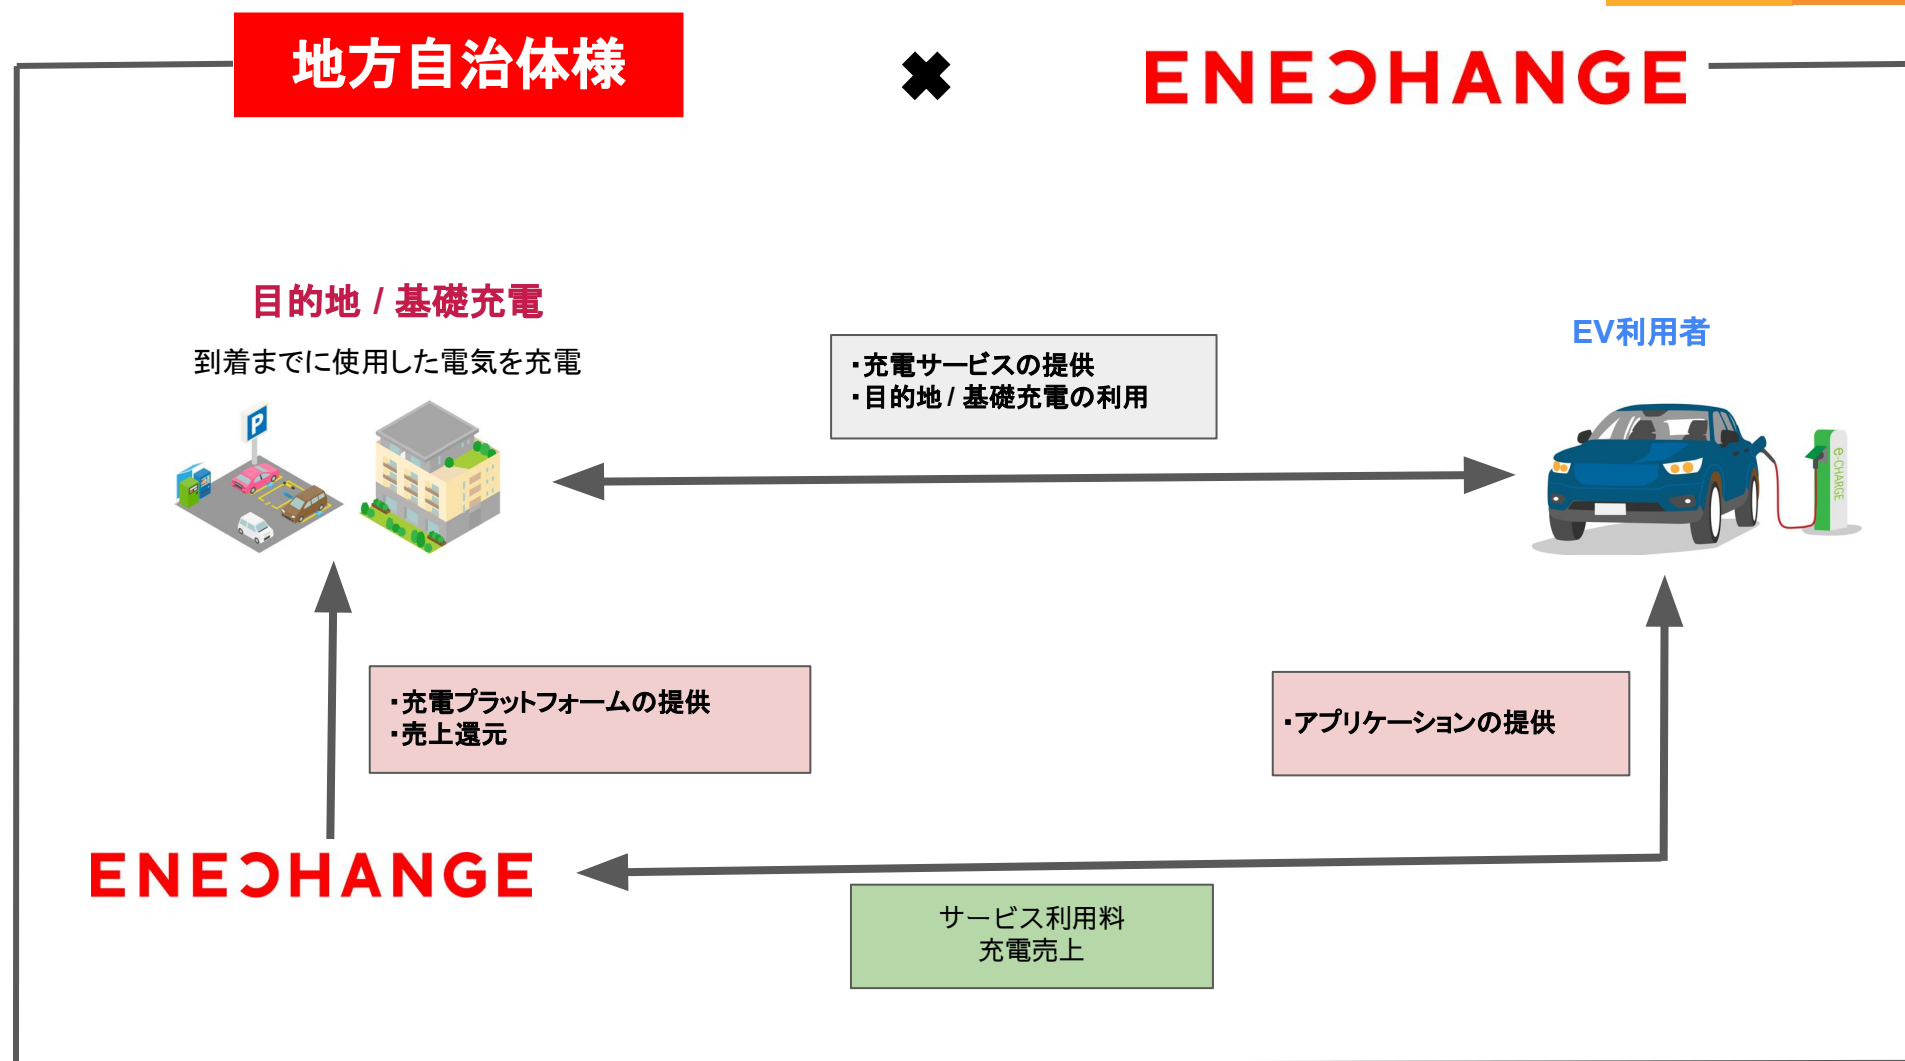 地方自治体様
✖
ENECHANGE
目的地 / 基礎充電
到着までに使用した電気を充電
P
EV利用者
・充電サービスの提供
・目的地 / 基礎充電の利用
e-CHARGE
・充電プラットフォームの提供
・売上還元
・アプリケーションの提供
ENECHANGE
サービス利用料
充電売上